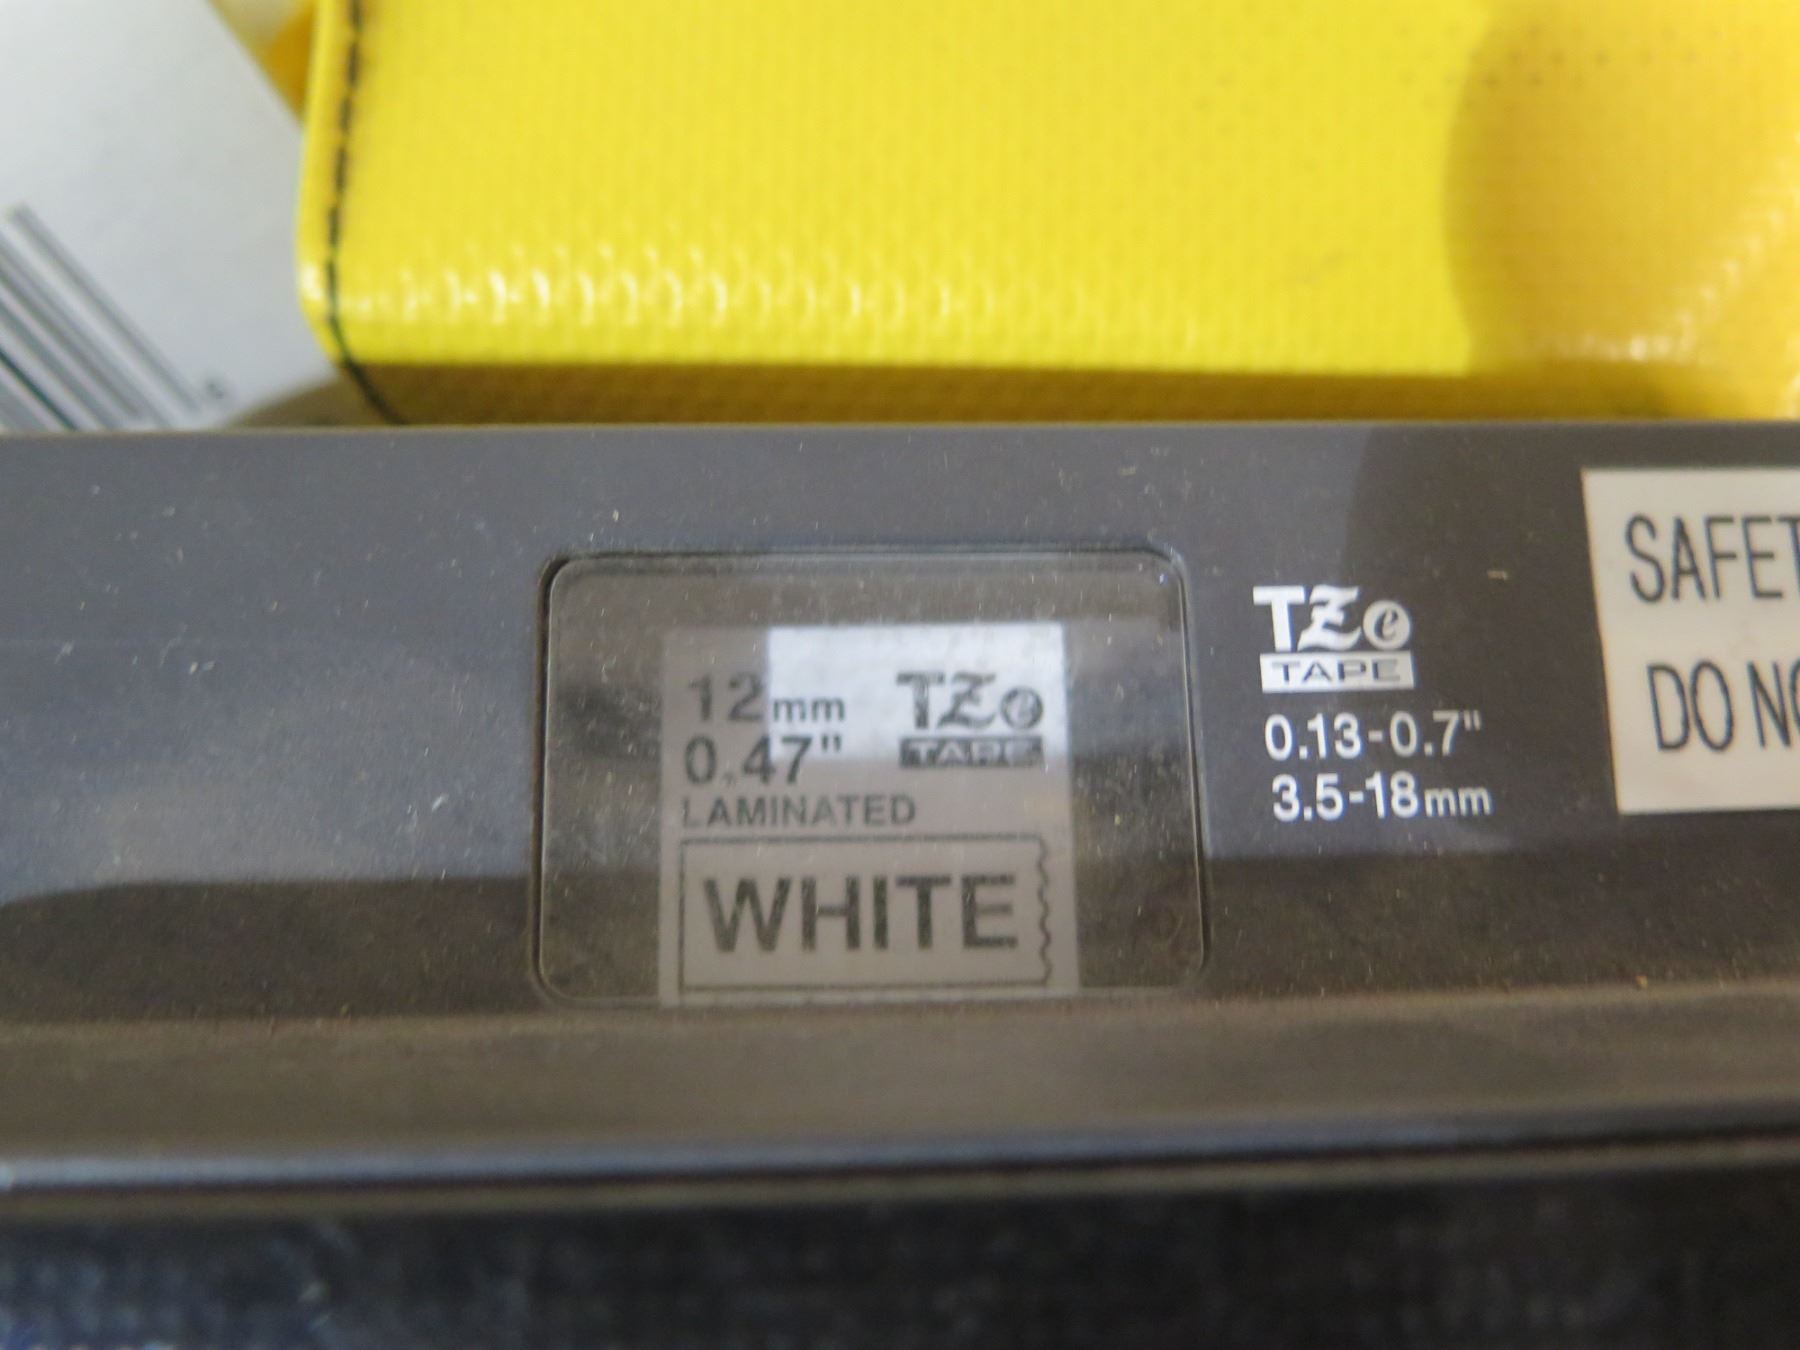 12mm TZe
TAPE
0.47"
LAMINATED
WHITE
TZe
TAPE
0.13-0.7"
3.5-18mm
SAFET
DO NO